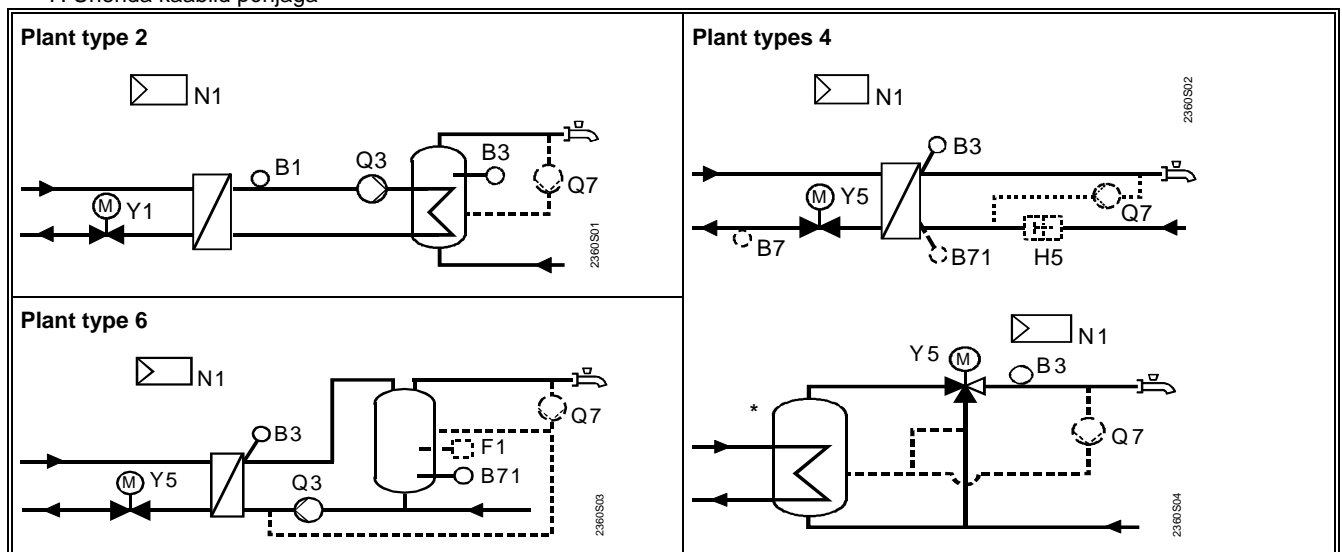 kaablid
Plant type 2
N1
B1
Q3
B3
Q7
M
Y1
2360S01
Plant types 4
N1
2360S02
B3
M
Y5
Q7
B7
B71
H5
N1
Y5
M
B3
*
Q7
2360S04
Plant type 6
N1
Q7
B3
F1
M
Y5
Q3
B71
2360S03